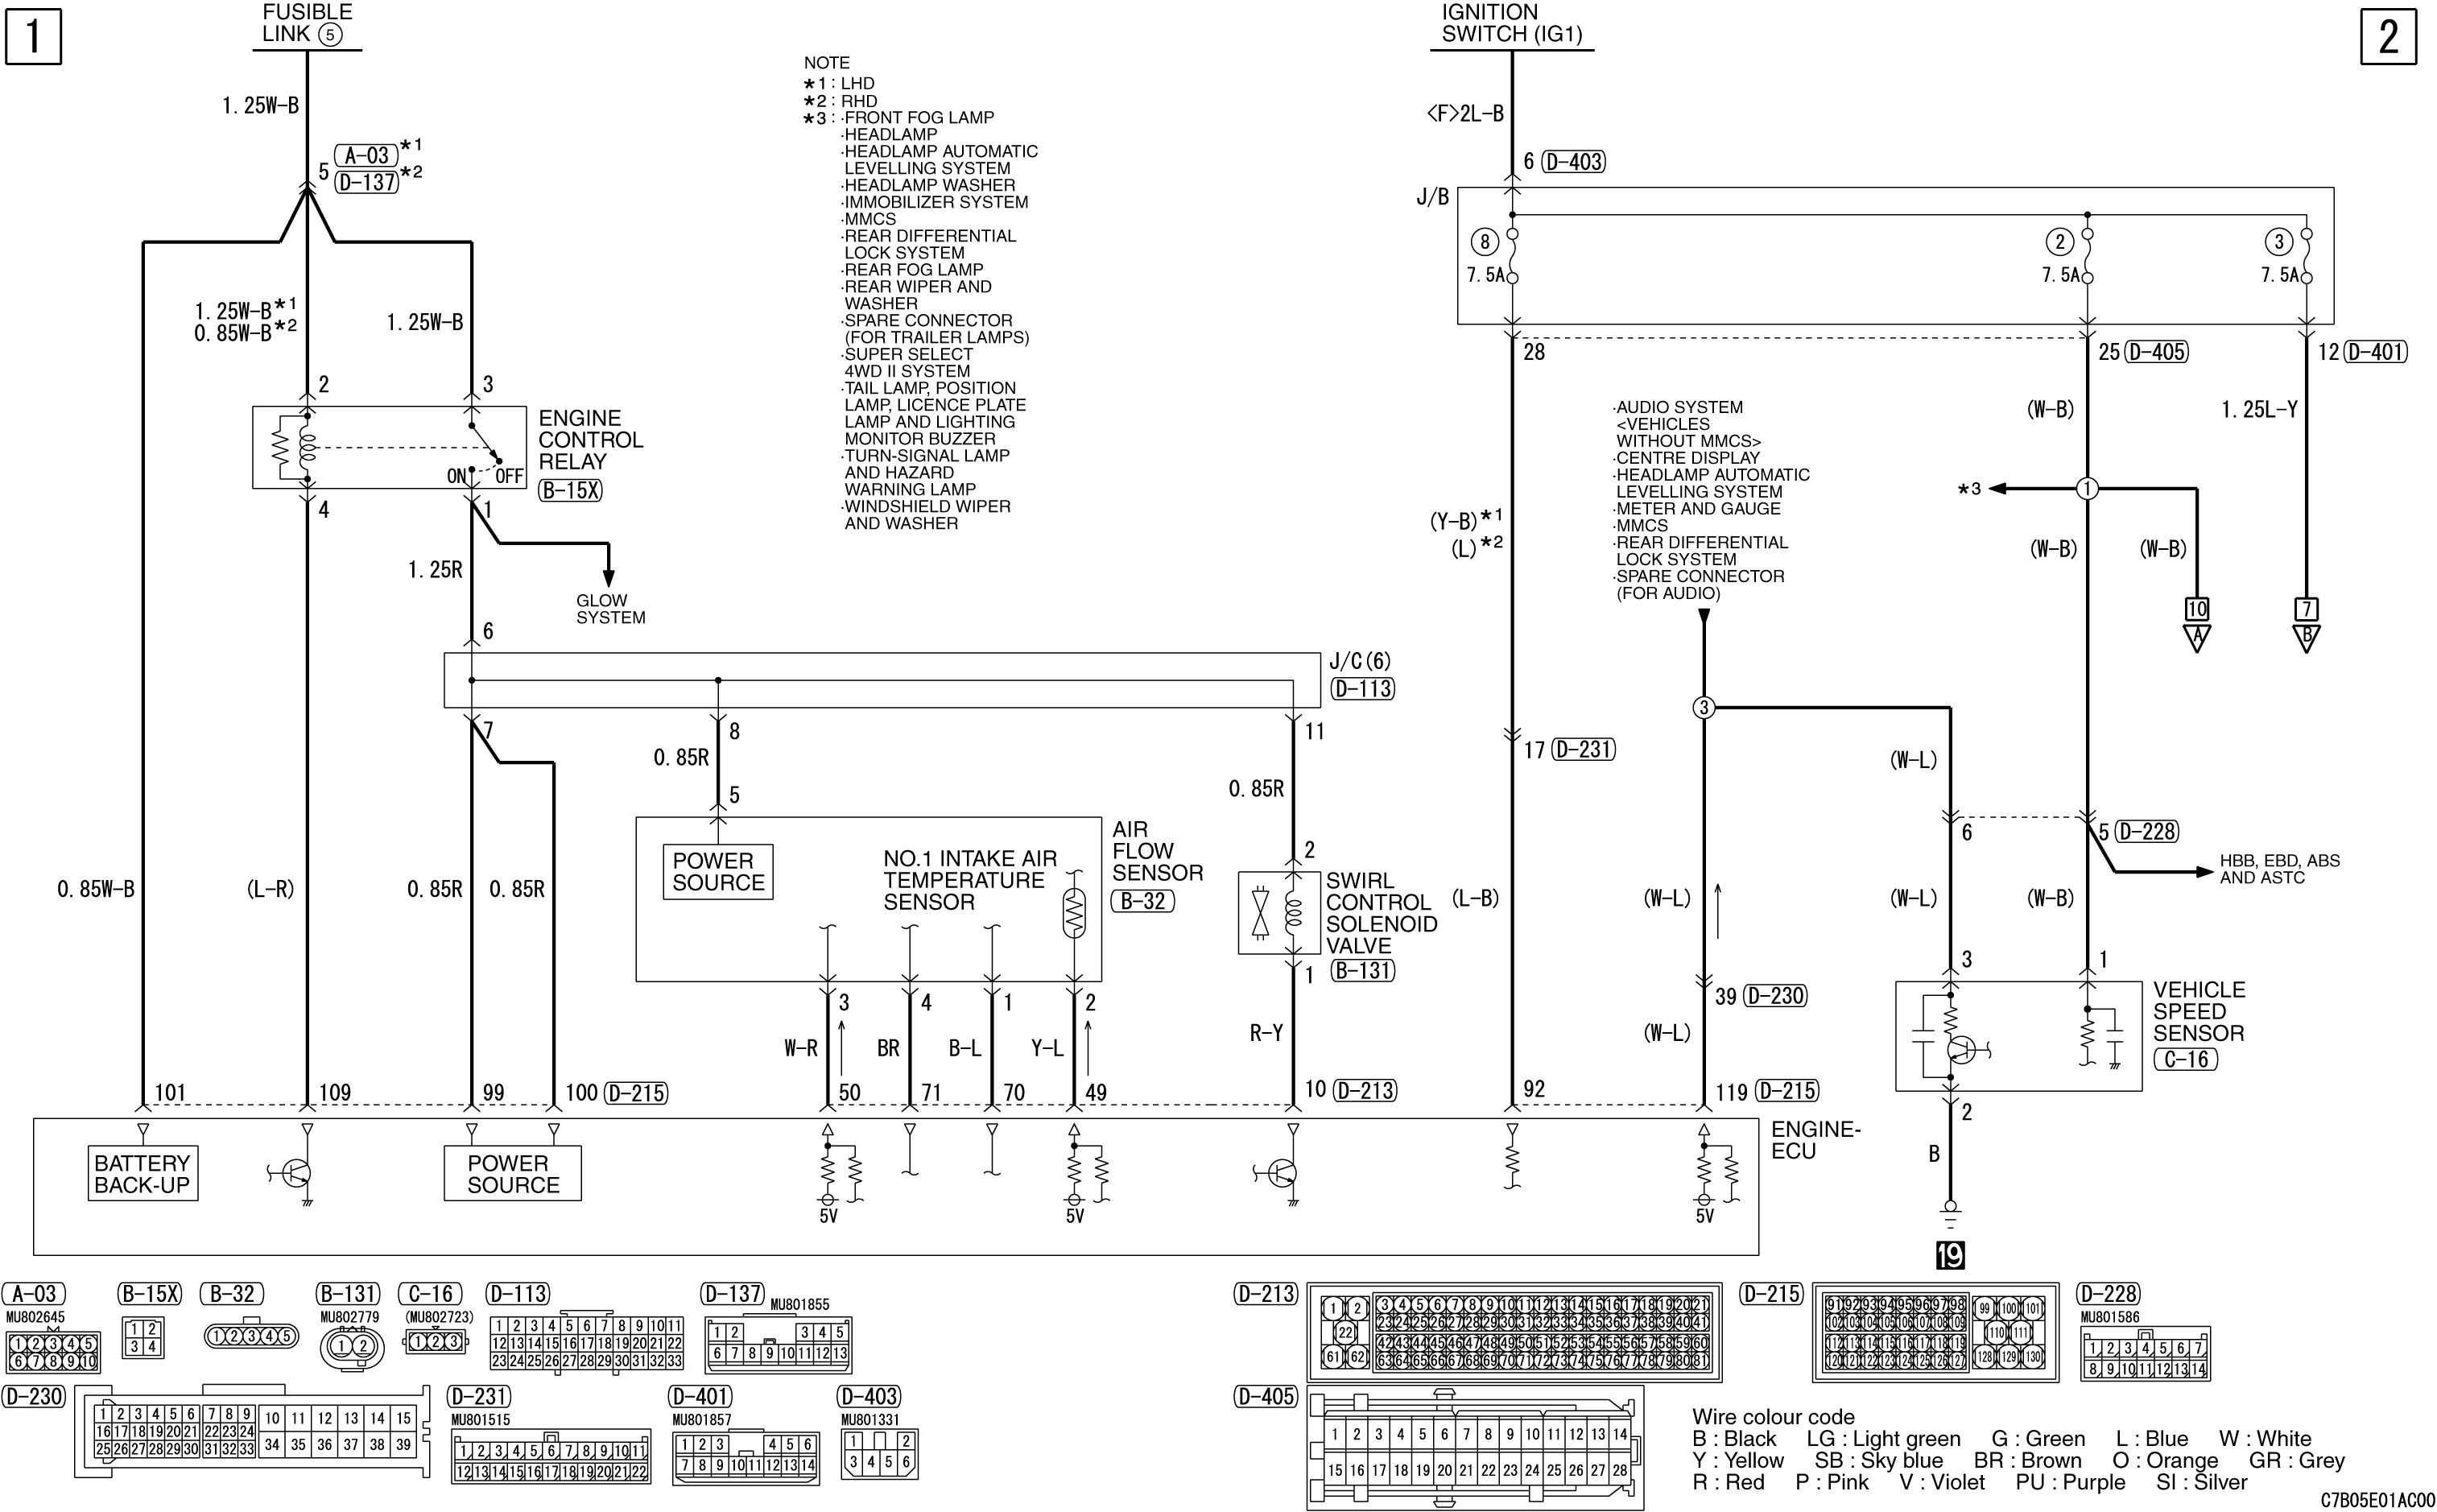 1
FUSIBLE
LINK 5
1.25W-B
5
A-03 *1
D-137 *2
1.25W-B*1
0.85W-B*2
1.25W-B
2
3
ENGINE
CONTROL
RELAY
B-15X
ON OFF
4
1
1.25R
GLOW
SYSTEM
6
J/C(6)
D-113
7
8
11
0.85R
5
0.85R
2
AIR
FLOW
SENSOR
B-32
POWER
SOURCE
NO.1 INTAKE AIR
TEMPERATURE
SENSOR
SWIRL
CONTROL
SOLENOID
VALVE
B-131
1
0.85W-B
(L-R)
0.85R
0.85R
3
4
1
2
W-R
BR
B-L
Y-L
R-Y
101
109
99
100 D-215
50
71
70
49
10 D-213
BATTERY
BACK-UP
POWER
SOURCE
5V
5V
NOTE
*1 : LHD
*2 : RHD
*3 : ·FRONT FOG LAMP
·HEADLAMP
·HEADLAMP AUTOMATIC
LEVELLING SYSTEM
·HEADLAMP WASHER
·IMMOBILIZER SYSTEM
·MMCS
·REAR DIFFERENTIAL
LOCK SYSTEM
·REAR FOG LAMP
·REAR WIPER AND
WASHER
·SPARE CONNECTOR
(FOR TRAILER LAMPS)
·SUPER SELECT
4WD II SYSTEM
·TAIL LAMP, POSITION
LAMP, LICENCE PLATE
LAMP AND LIGHTING
MONITOR BUZZER
·TURN-SIGNAL LAMP
AND HAZARD
WARNING LAMP
·WINDSHIELD WIPER
AND WASHER
2
IGNITION
SWITCH (IG1)
<F>2L-B
6 D-403
J/B
8
7.5A
2
7.5A
3
7.5A
28
25 D-405
12 D-401
(W-B)
1.25L-Y
*3
1
(Y-B)*1
(L)*2
(W-B)
(W-B)
10
A
7
B
·AUDIO SYSTEM
<VEHICLES
WITHOUT MMCS>
·CENTRE DISPLAY
·HEADLAMP AUTOMATIC
LEVELLING SYSTEM
·METER AND GAUGE
·MMCS
·REAR DIFFERENTIAL
LOCK SYSTEM
·SPARE CONNECTOR
(FOR AUDIO)
3
17 D-231
(W-L)
6
5 D-228
HBB, EBD, ABS
AND ASTC
(L-B)
(W-L)
(W-L)
(W-B)
3
1
39 D-230
(W-L)
VEHICLE
SPEED
SENSOR
C-16
92
119 D-215
2
ENGINE-
ECU
B
5V
19
A-03
MU802645
1 2 3 4 5
6 7 8 9 10
B-15X
1 2
3 4
B-32
1 2 3 4 5
B-131
MU802779
1 2
C-16
(MU802723)
1 2 3
D-113
1 2 3 4 5 6 7 8 9 10 11
12 13 14 15 16 17 18 19 20 21 22
23 24 25 26 27 28 29 30 31 32 33
D-137
MU801855
1 2 3 4 5
6 7 8 9 10 11 12 13
D-213
1 2 3 4 5 6 7 8 9 10 11 12 13 14 15 16 17 18 19 20 21
22 23 24 25 26 27 28 29 30 31 32 33 34 35 36 37 38 39 40 41
42 43 44 45 46 47 48 49 50 51 52 53 54 55 56 57 58 59 60
61 62 63 64 65 66 67 68 69 70 71 72 73 74 75 76 77 78 79 80 81
D-215
91 92 93 94 95 96 97 98 99 100 101
102 103 104 105 106 107 108 109 110 111
112 113 114 115 116 117 118 119
120 121 122 123 124 125 126 127 128 129 130
D-228
MU801586
1 2 3 4 5 6 7
8 9 10 11 12 13 14
D-230
1 2 3 4 5 6 7 8 9 10 11 12 13 14 15
16 17 18 19 20 21 22 23 24
25 26 27 28 29 30 31 32 33 34 35 36 37 38 39
D-231
MU801515
1 2 3 4 5 6 7 8 9 10 11
12 13 14 15 16 17 18 19 20 21 22
D-401
MU801857
1 2 3 4 5 6
7 8 9 10 11 12 13 14
D-403
MU801331
1 2
3 4 5 6
D-405
1 2 3 4 5 6 7 8 9 10 11 12 13 14
15 16 17 18 19 20 21 22 23 24 25 26 27 28
Wire colour code
B : Black LG : Light green G : Green L : Blue W : White
Y : Yellow SB : Sky blue BR : Brown O : Orange GR : Grey
R : Red P : Pink V : Violet PU : Purple SI : Silver
C7B05E01AC00